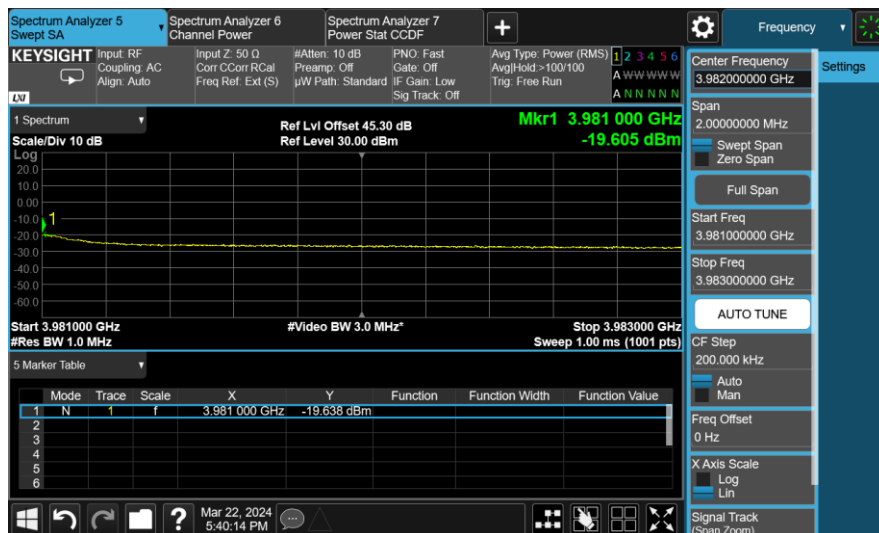 Spectrum Analyzer 5
Swept SA
Spectrum Analyzer 6
Channel Power
Spectrum Analyzer 7
Power Stat CCDF
Frequency
KEYSIGHT
LXI
Input: RF
Coupling: AC
Align: Auto
Input Z: 50 Ω
Corr CCorr RCal
Freq Ref: Ext (S)
#Atten: 10 dB
Preamp: Off
µW Path: Standard
PNO: Fast
Gate: Off
IF Gain: Low
Sig Track: Off
Avg Type: Power (RMS)
Avg|Hold:>100/100
Trig: Free Run
1 2 3 4 5 6
A W W W W W
A N N N N N
1 Spectrum
Scale/Div 10 dB
Ref Lvl Offset 45.30 dB
Ref Level 30.00 dBm
Mkr1 3.981 000 GHz
-19.605 dBm
Log
20.0
10.0
0.00
-10.0
-20.0
-30.0
-40.0
-50.0
-60.0
1
Start 3.981000 GHz
#Res BW 1.0 MHz
#Video BW 3.0 MHz*
Stop 3.983000 GHz
Sweep 1.00 ms (1001 pts)
5 Marker Table
Mode Trace Scale X Y Function Function Width Function Value
1 N 1 f 3.981 000 GHz -19.638 dBm
2
3
4
5
6
Mar 22, 2024
5:40:14 PM
?
Center Frequency
3.982000000 GHz
Span
2.00000000 MHz
Swept Span
Zero Span
Full Span
Start Freq
3.981000000 GHz
Stop Freq
3.983000000 GHz
AUTO TUNE
CF Step
200.000 kHz
Auto
Man
Freq Offset
0 Hz
X Axis Scale
Log
Lin
Signal Track
(Span Zoom)
Settings